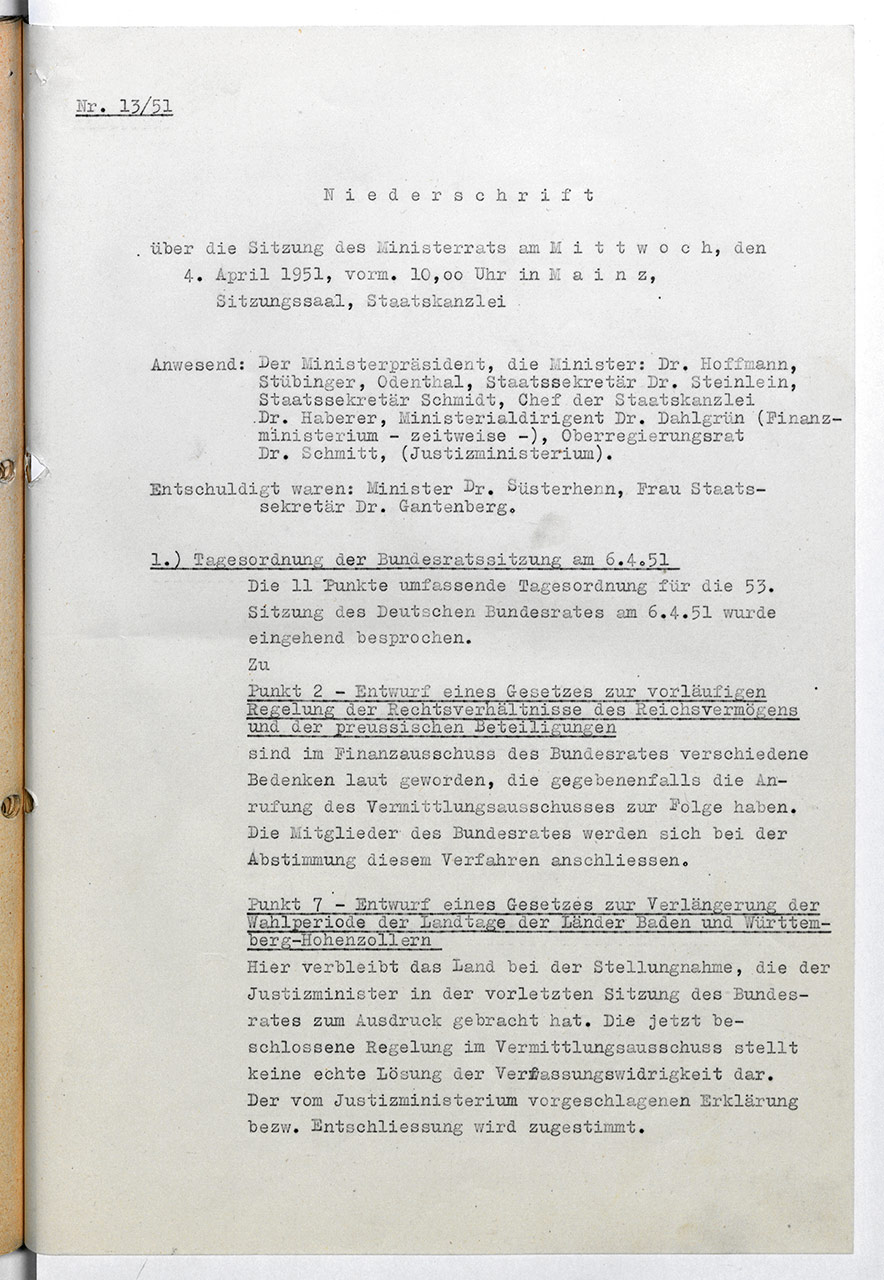 Nr. 13/51
N i e d e r s c h r i f t
über die Sitzung des Ministerrats am M i t t w o c h, den
4. April 1951, vorm. 10,oo Uhr in M a i n z,
Sitzungssaal, Staatskanzlei
Anwesend: Der Ministerpräsident, die Minister: Dr. Hoffmann,
Stübinger, Odenthal, Staatssekretär Dr. Steinlein,
Staatssekretär Schmidt, Chef der Staatskanzlei
Dr. Haberer, Ministerialdirigent Dr. Dahlgrün (Finanz-
ministerium - zeitweise -), Oberregierungsrat
Dr. Schmitt, (Justizministerium).
Entschuldigt waren: Minister Dr. Süsterhenn, Frau Staats-
sekretär Dr. Gantenberg.
1.) Tagesordnung der Bundesratssitzung am 6.4.51
Die 11 Punkte umfassende Tagesordnung für die 53.
Sitzung des Deutschen Bundesrates am 6.4.51 wurde
eingehend besprochen.
Zu
Punkt 2 - Entwurf eines Gesetzes zur vorläufigen
Regelung der Rechtsverhältnisse des Reichsvermögens
und der preussischen Beteiligungen
sind im Finanzausschuss des Bundesrates verschiedene
Bedenken laut geworden, die gegebenenfalls die An-
rufung des Vermittlungsausschusses zur Folge haben.
Die Mitglieder des Bundesrates werden sich bei der
Abstimmung diesem Verfahren anschliessen.
Punkt 7 - Entwurf eines Gesetzes zur Verlängerung der
Wahlperiode der Landtage der Länder Baden und Württem-
berg-Hohenzollern
Hier verbleibt das Land bei der Stellungnahme, die der
Justizminister in der vorletzten Sitzung des Bundes-
rates zum Ausdruck gebracht hat. Die jetzt be-
schlossene Regelung im Vermittlungsausschuss stellt
keine echte Lösung der Verfassungswidrigkeit dar.
Der vom Justizministerium vorgeschlagenen Erklärung
bezw. Entschliessung wird zugestimmt.